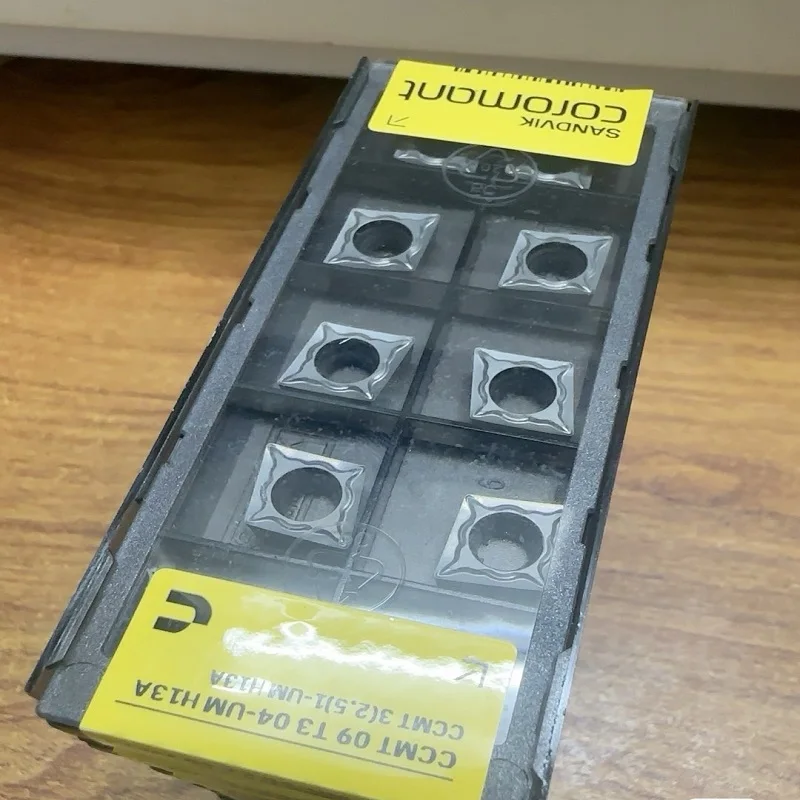 SANDVIK
Coromant
CCMT 09 T3 04-UM H13A
CCMT 3(2.5)1-UM H13A